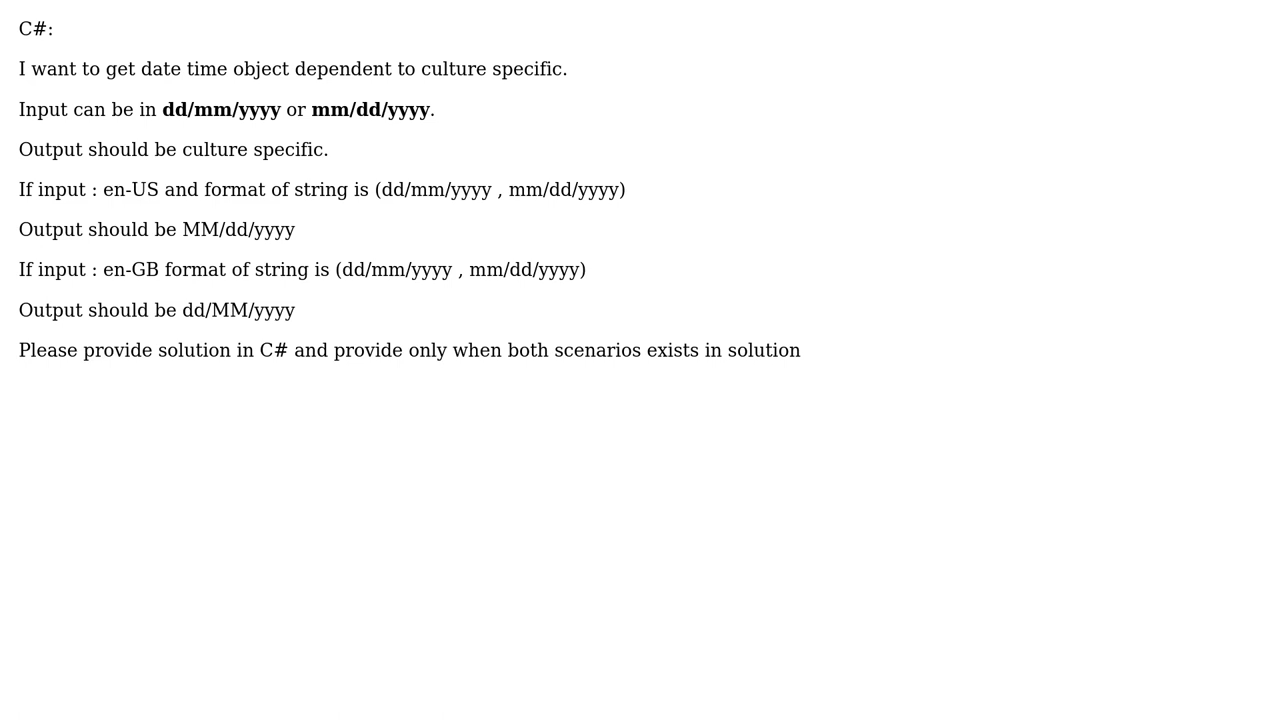 C#:
I want to get date time object dependent to culture specific.
Input can be in dd/mm/yyyy or mm/dd/yyyy.
Output should be culture specific.
If input : en-US and format of string is (dd/mm/yyyy , mm/dd/yyyy)
Output should be MM/dd/yyyy
If input : en-GB format of string is (dd/mm/yyyy , mm/dd/yyyy)
Output should be dd/MM/yyyy
Please provide solution in C# and provide only when both scenarios exists in solution